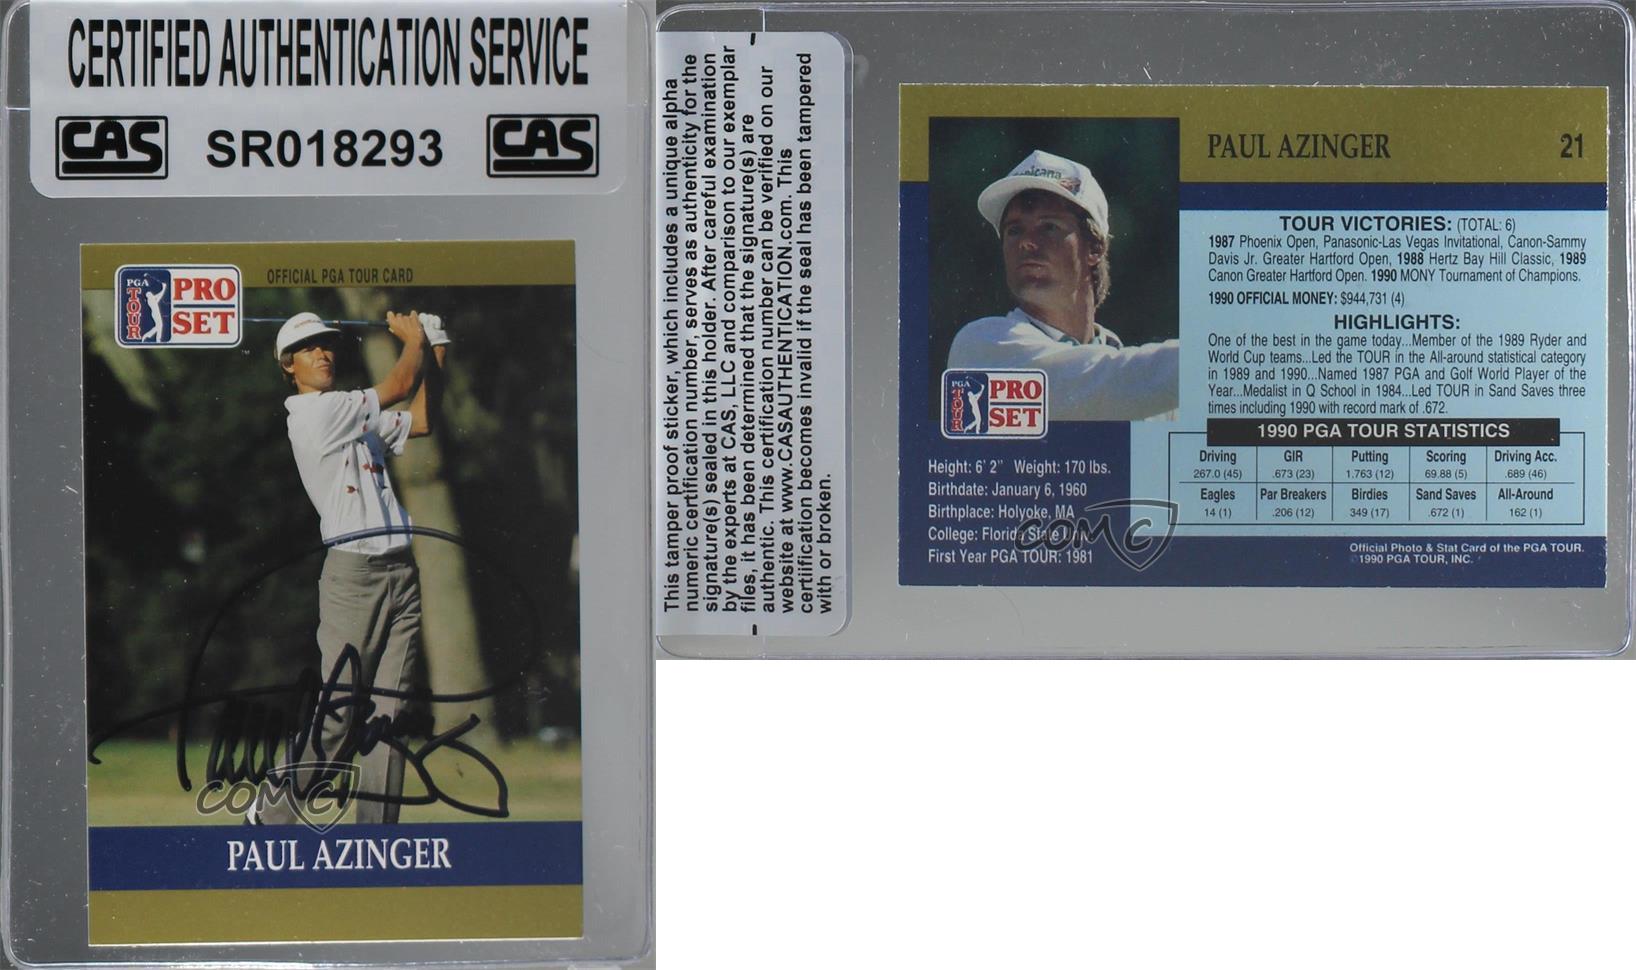 CERTIFIED AUTHENTICATION SERVICE
CAS SR018293 CAS
OFFICIAL PGA TOUR CARD
PGA TOUR PRO SET
Paul Azinger
COMC
PAUL AZINGER
This tamper proof sticker, which includes a unique alpha
numeric certification number, serves as authenticity for the
signature(s) sealed in this holder. After careful examination
by the experts at CAS, LLC and comparison to our exemplar
files, it has been determined that the signature(s) are
authentic. This certification number can be verified on our
website at www.CASAUTHENTICATION.com. This
certiification becomes invalid if the seal has been tampered
with or broken.
PAUL AZINGER 21
TOUR VICTORIES: (TOTAL: 6)
1987 Phoenix Open, Panasonic-Las Vegas Invitational, Canon-Sammy
Davis Jr. Greater Hartford Open, 1988 Hertz Bay Hill Classic, 1989
Canon Greater Hartford Open. 1990 MONY Tournament of Champions.
1990 OFFICIAL MONEY: $944,731 (4)
HIGHLIGHTS:
One of the best in the game today...Member of the 1989 Ryder and
World Cup teams...Led the TOUR in the All-around statistical category
in 1989 and 1990...Named 1987 PGA and Golf World Player of the
Year...Medalist in Q School in 1984...Led TOUR in Sand Saves three
times including 1990 with record mark of .672.
PGA TOUR PRO SET
1990 PGA TOUR STATISTICS
Driving GIR Putting Scoring Driving Acc.
267.0 (45) .673 (23) 1.763 (12) 69.88 (5) .689 (46)
Eagles Par Breakers Birdies Sand Saves All-Around
14 (1) .206 (12) 349 (17) .672 (1) 162 (1)
Height: 6' 2" Weight: 170 lbs.
Birthdate: January 6, 1960
Birthplace: Holyoke, MA
College: Florida State Univ.
First Year PGA TOUR: 1981
COMC
Official Photo & Stat Card of the PGA TOUR.
©1990 PGA TOUR, INC.